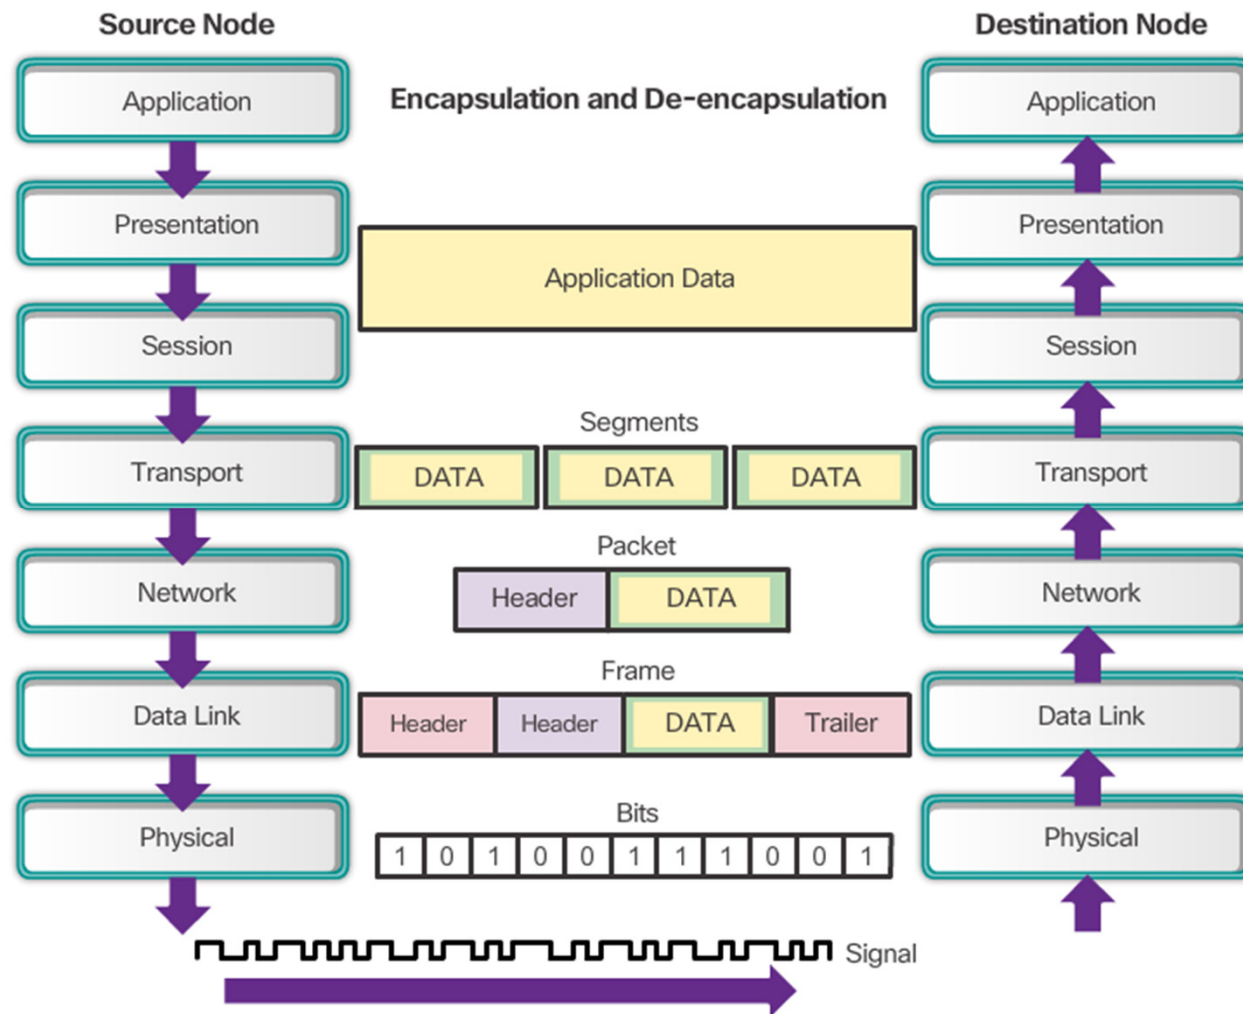 Source Node
Destination Node
Application
Encapsulation and De-encapsulation
Application
Presentation
Presentation
Application Data
Session
Session
Segments
Transport
DATA DATA DATA
Transport
Packet
Network
Header DATA
Network
Frame
Data Link
Header Header DATA Trailer
Data Link
Bits
Physical
1 0 1 0 0 1 1 1 0 0 1
Physical
Signal